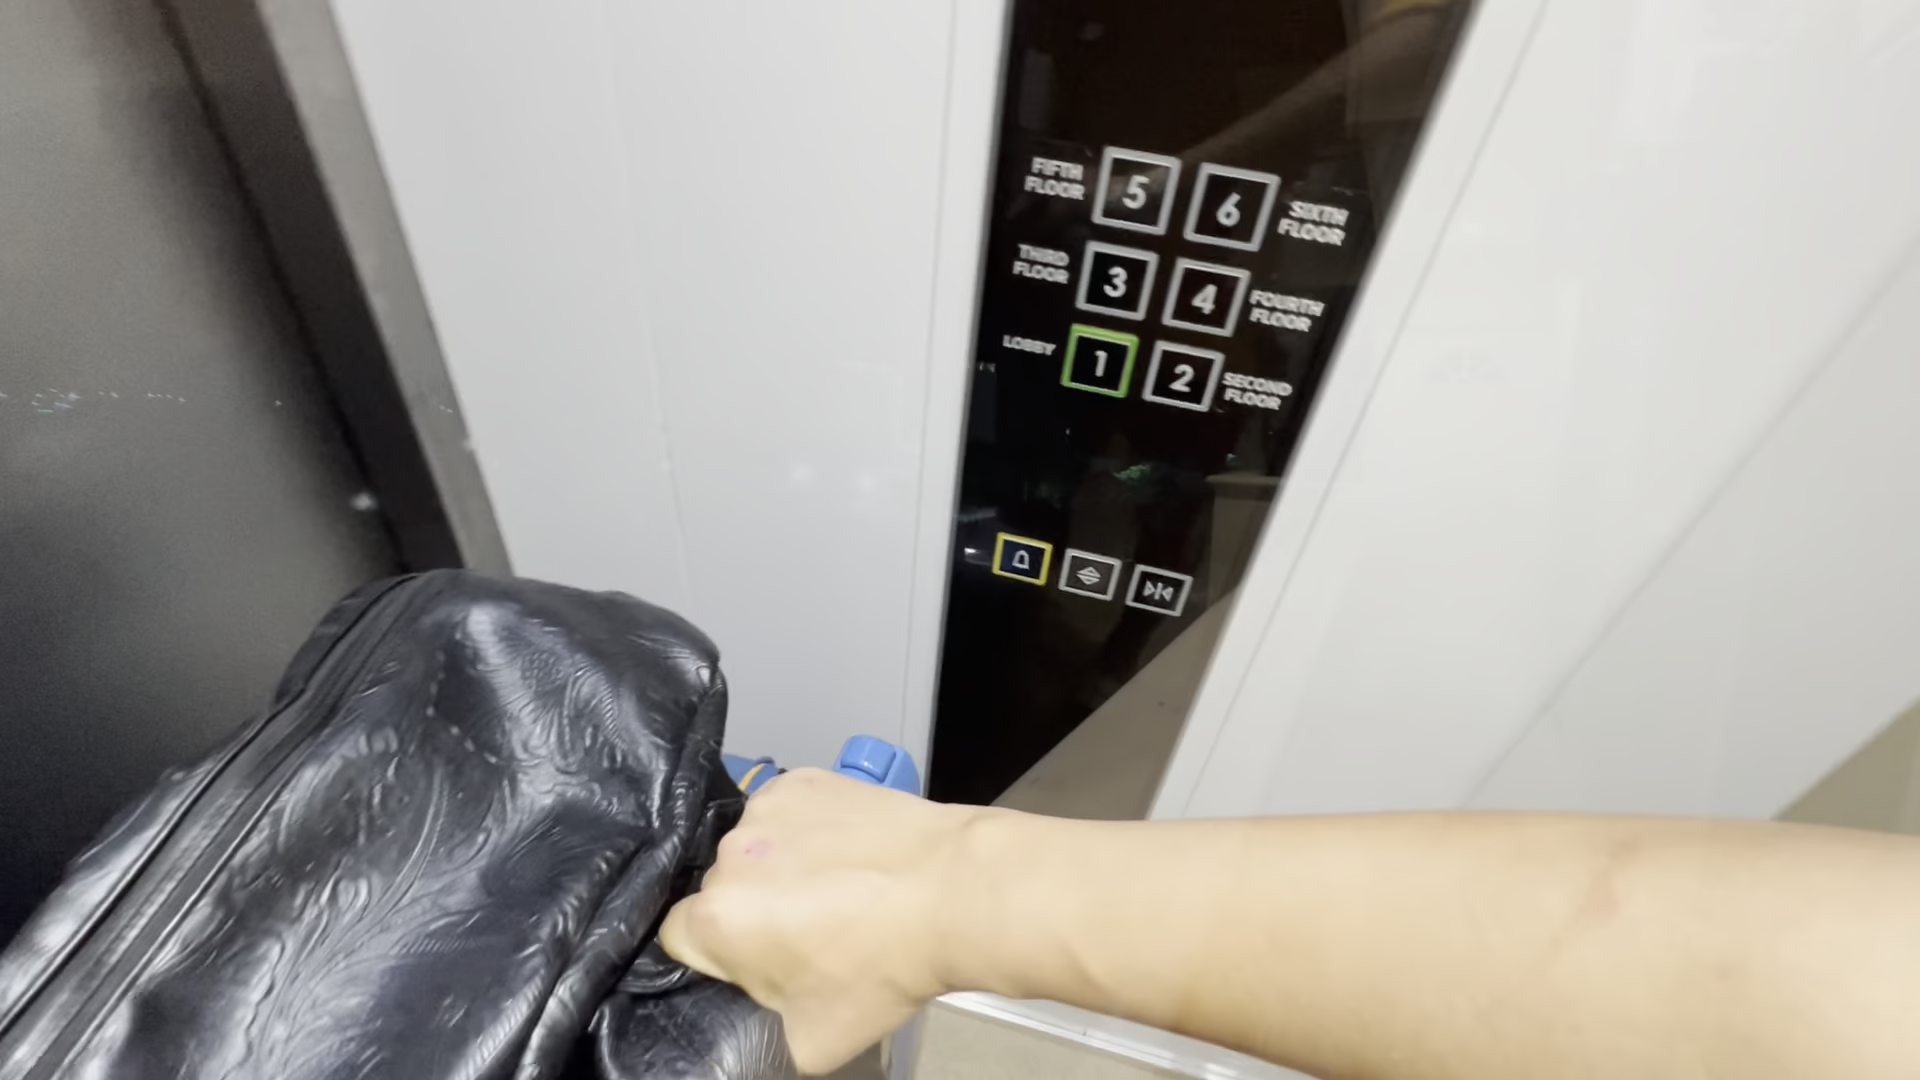 FIFTH
FLOOR
5
6
SIXTH
FLOOR
THIRD
FLOOR
3
4
FOURTH
FLOOR
LOBBY
1
2
SECOND
FLOOR